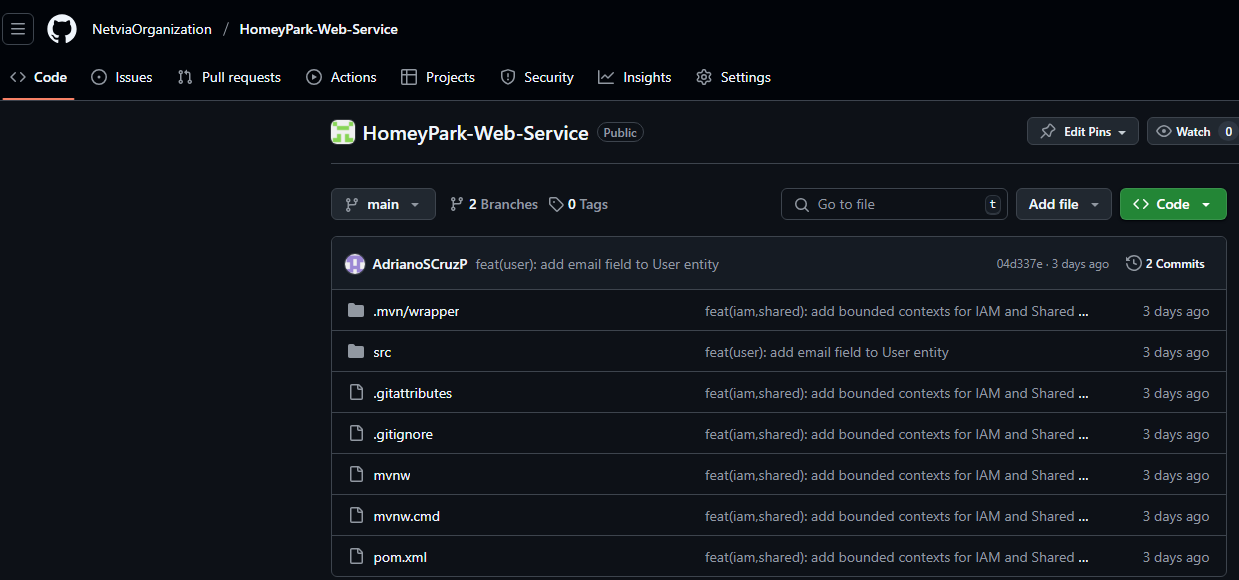 NetviaOrganization / HomeyPark-Web-Service
Code Issues Pull requests Actions Projects Security Insights Settings
HomeyPark-Web-Service Public Edit Pins Watch 0
main 2 Branches 0 Tags Go to file t Add file Code
AdrianoSCruzP feat(user): add email field to User entity 04d337e · 3 days ago 2 Commits
.mvn/wrapper feat(iam,shared): add bounded contexts for IAM and Shared ... 3 days ago
src feat(user): add email field to User entity 3 days ago
.gitattributes feat(iam,shared): add bounded contexts for IAM and Shared ... 3 days ago
.gitignore feat(iam,shared): add bounded contexts for IAM and Shared ... 3 days ago
mvnw feat(iam,shared): add bounded contexts for IAM and Shared ... 3 days ago
mvnw.cmd feat(iam,shared): add bounded contexts for IAM and Shared ... 3 days ago
pom.xml feat(iam,shared): add bounded contexts for IAM and Shared ... 3 days ago